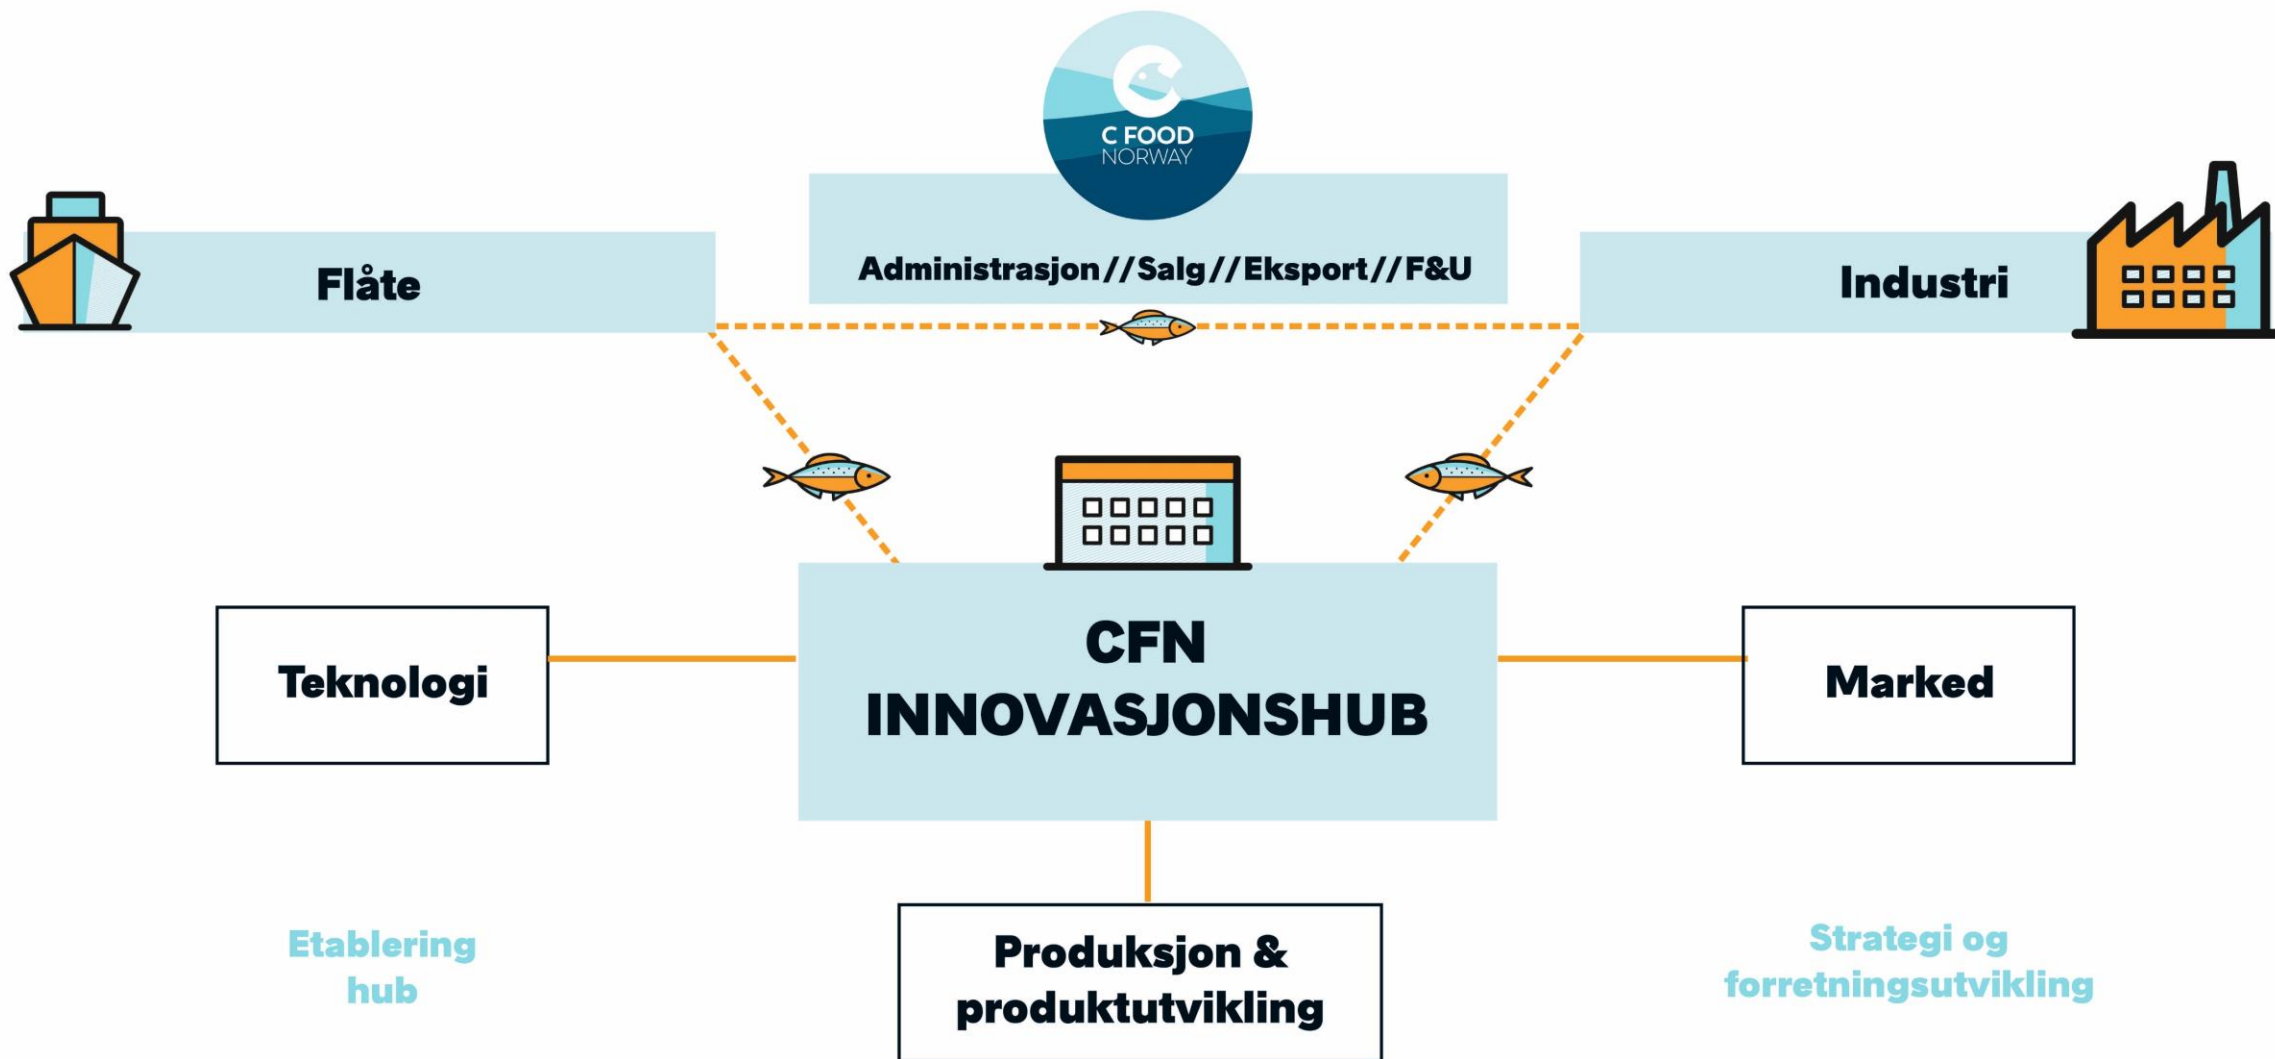 C FOOD
NORWAY
Flåte
Administrasjon//Salg//Eksport//F&U
Industri
CFN
INNOVASJONSHUB
Teknologi
Marked
Etablering
hub
Produksjon &
produktutvikling
Strategi og
forretningsutvikling